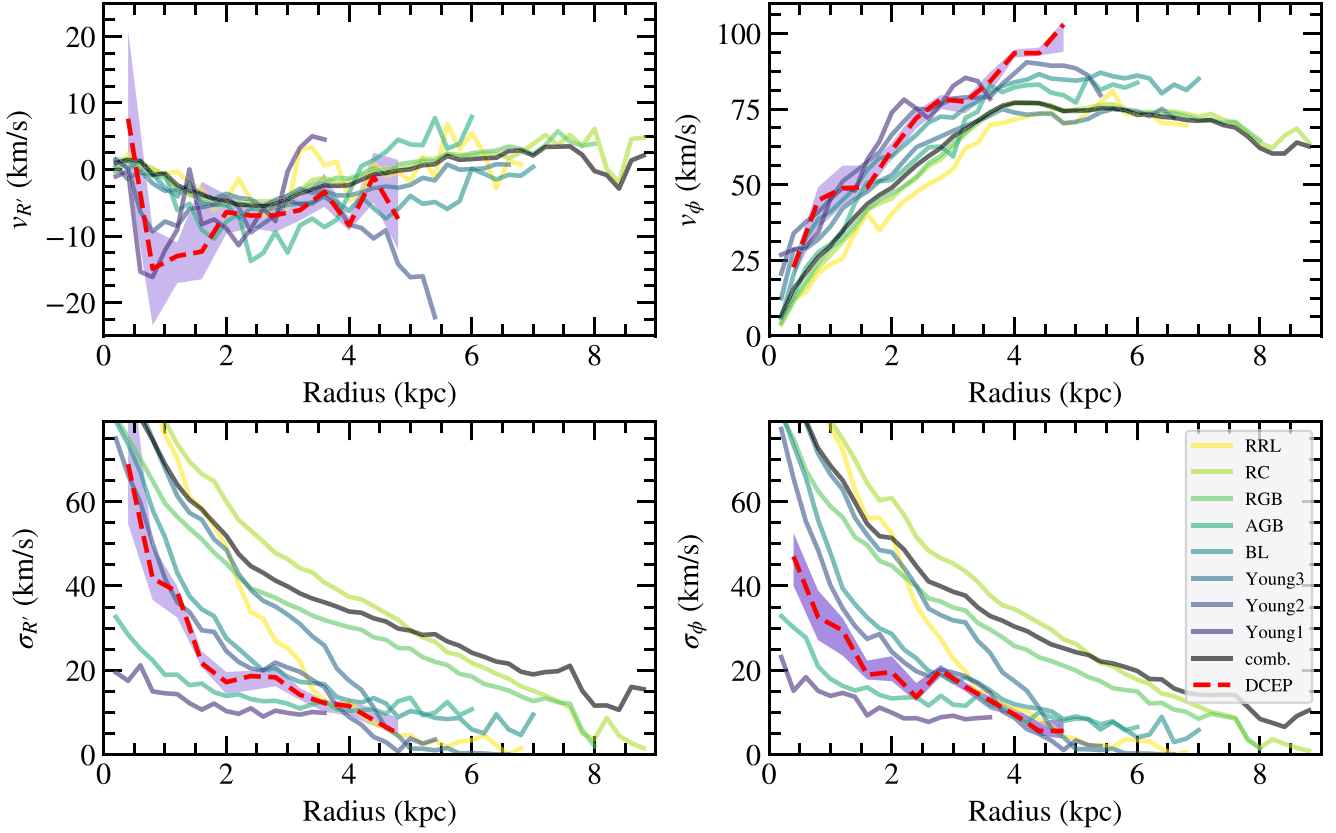 20
10
0
−10
−20
v_R′ (km/s)
0 2 4 6 8
Radius (kpc)
100
75
50
25
0
v_ϕ (km/s)
0 2 4 6 8
Radius (kpc)
60
40
20
0
σ_R′ (km/s)
0 2 4 6 8
Radius (kpc)
60
40
20
0
σ_ϕ (km/s)
0 2 4 6 8
Radius (kpc)
RRL
RC
RGB
AGB
BL
Young3
Young2
Young1
comb.
DCEP